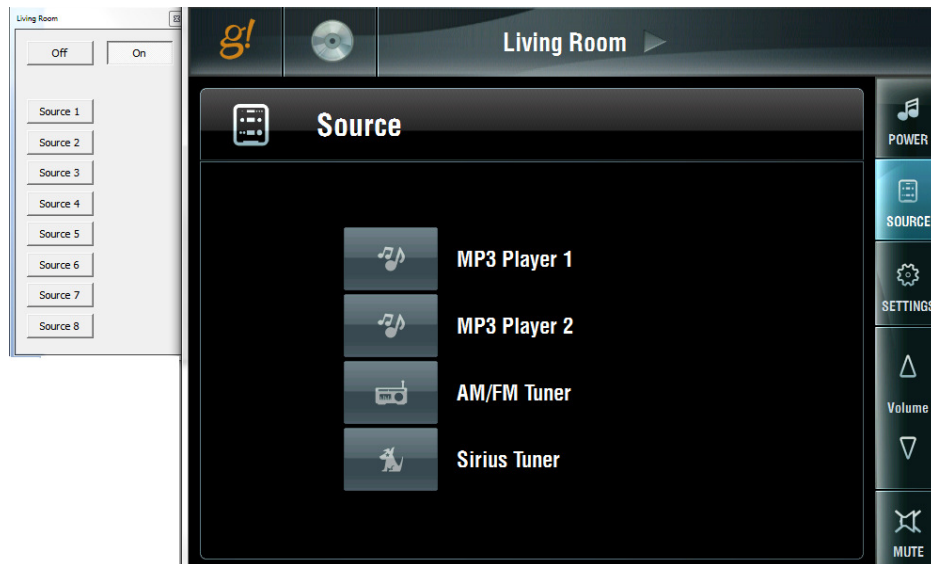 Living Room
Off
On
Source 1
Source 2
Source 3
Source 4
Source 5
Source 6
Source 7
Source 8
g!
Living Room
Source
MP3 Player 1
MP3 Player 2
AM/FM Tuner
Sirius Tuner
POWER
SOURCE
SETTINGS
Volume
MUTE